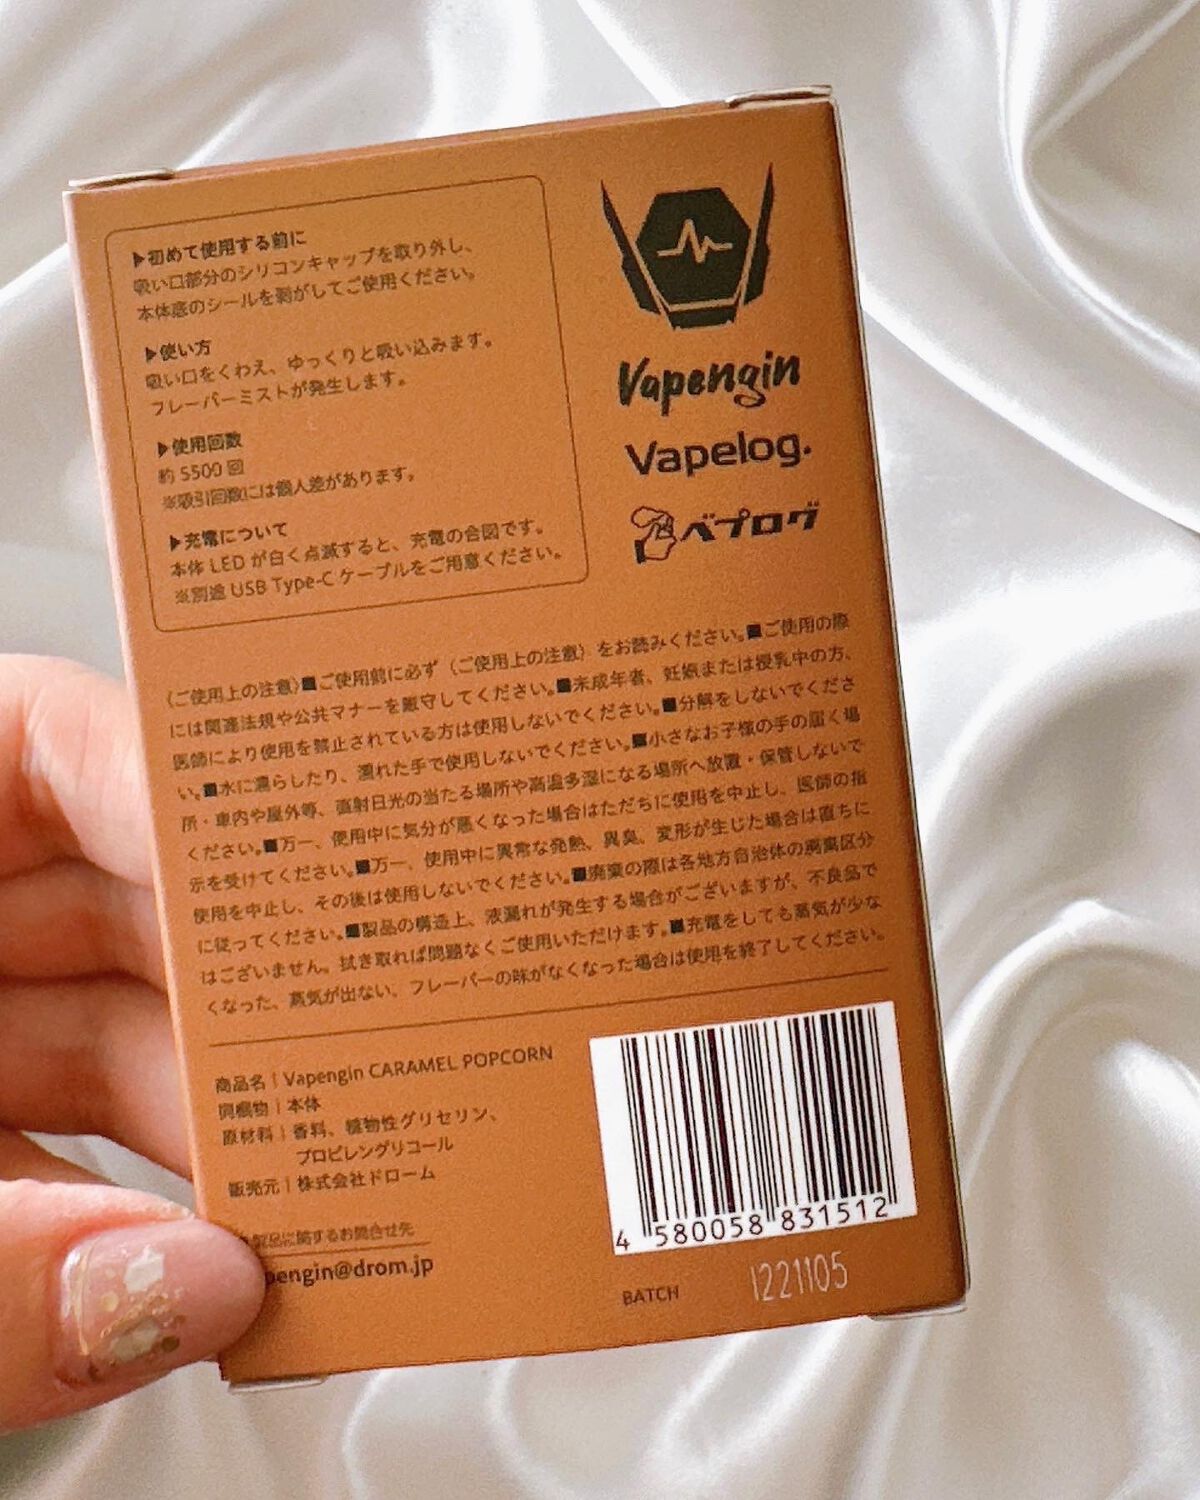 ▶初めて使用する前に
吸い口部分のシリコンキャップを取り外し、
本体底のシールを剥がしてご使用ください。
▶使い方
吸い口をくわえ、ゆっくりと吸い込みます。
フレーバーミストが発生します。
▶使用回数
約 5500 回
※吸引回数には個人差があります。
▶充電について
本体 LED が白く点滅すると、充電の合図です。
※別途 USB Type-C ケーブルをご用意ください。
Vapengin
Vapelog.
ベプログ
〈ご使用上の注意〉■ご使用前に必ず〈ご使用上の注意〉をお読みください。■ご使用の際
には関連法規や公共マナーを厳守してください。■未成年者、妊娠または授乳中の方、
医師により使用を禁止されている方は使用しないでください。■分解をしないでくださ
い。■水に濡らしたり、濡れた手で使用しないでください。■小さなお子様の手の届く場
所・車内や屋外等、直射日光の当たる場所や高温多湿になる場所へ放置・保管しないで
ください。■万一、使用中に気分が悪くなった場合はただちに使用を中止し、医師の指
示を受けてください。■万一、使用中に異常な発熱、異臭、変形が生じた場合は直ちに
使用を中止し、その後は使用しないでください。■廃棄の際は各地方自治体の廃棄区分
に従ってください。■製品の構造上、液漏れが発生する場合がございますが、不良品で
はございません。拭き取れば問題なくご使用いただけます。■充電をしても蒸気が少な
くなった、蒸気が出ない、フレーバーの味がなくなった場合は使用を終了してください。
商品名｜Vapengin CARAMEL POPCORN
同梱物｜本体
原材料｜香料、植物性グリセリン、
プロピレングリコール
販売元｜株式会社ドローム
製品に関するお問合せ先
pengin@drom.jp
4 580058 831512
BATCH 1221105